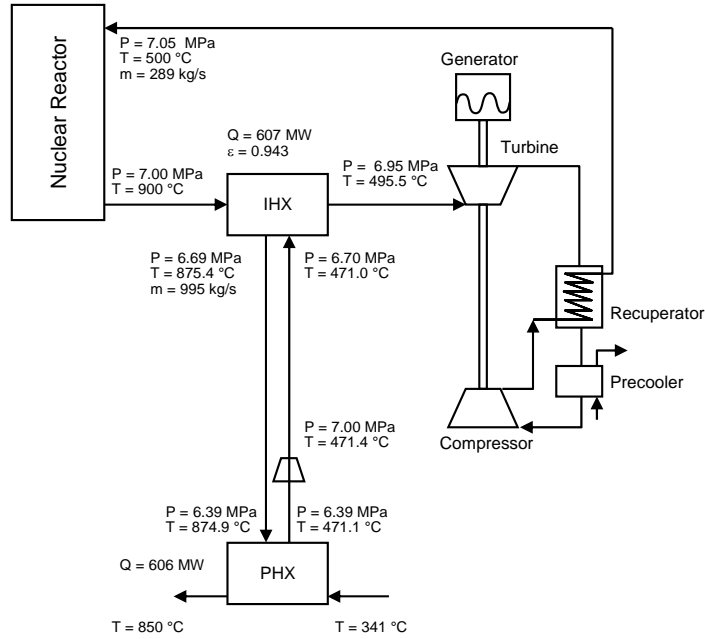 Nuclear Reactor
P = 7.05 MPa
T = 500 °C
m = 289 kg/s
Generator
Q = 607 MW
ε = 0.943
Turbine
P = 7.00 MPa
T = 900 °C
P = 6.95 MPa
T = 495.5 °C
IHX
P = 6.69 MPa
T = 875.4 °C
m = 995 kg/s
P = 6.70 MPa
T = 471.0 °C
Recuperator
Precooler
P = 7.00 MPa
T = 471.4 °C
Compressor
P = 6.39 MPa
T = 874.9 °C
P = 6.39 MPa
T = 471.1 °C
Q = 606 MW
PHX
T = 850 °C
T = 341 °C